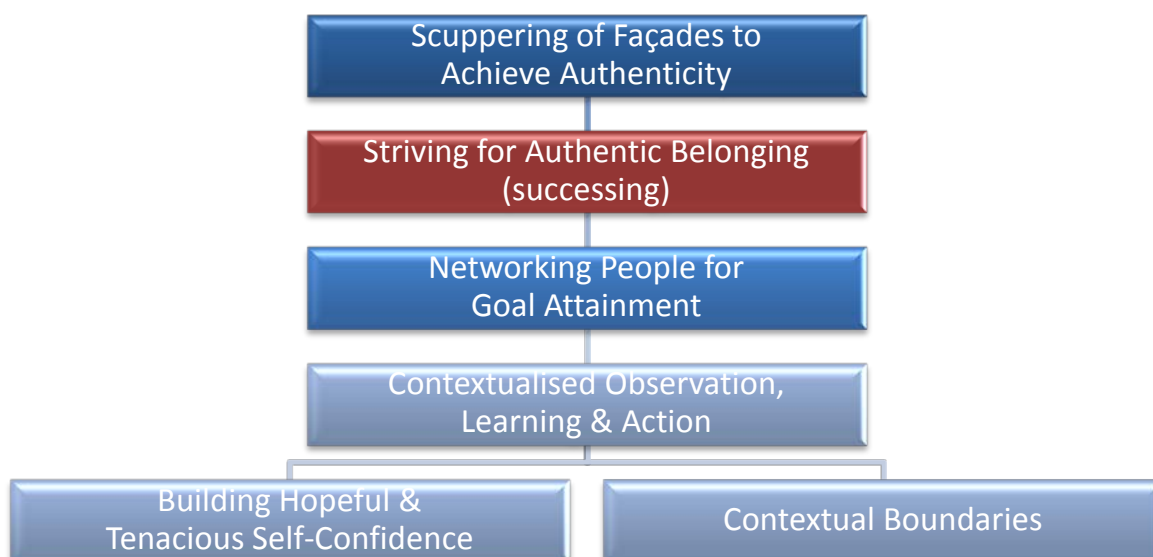 Scuppering of Façades to
Achieve Authenticity
Striving for Authentic Belonging
(successing)
Networking People for
Goal Attainment
Contextualised Observation,
Learning & Action
Building Hopeful &
Tenacious Self-Confidence
Contextual Boundaries